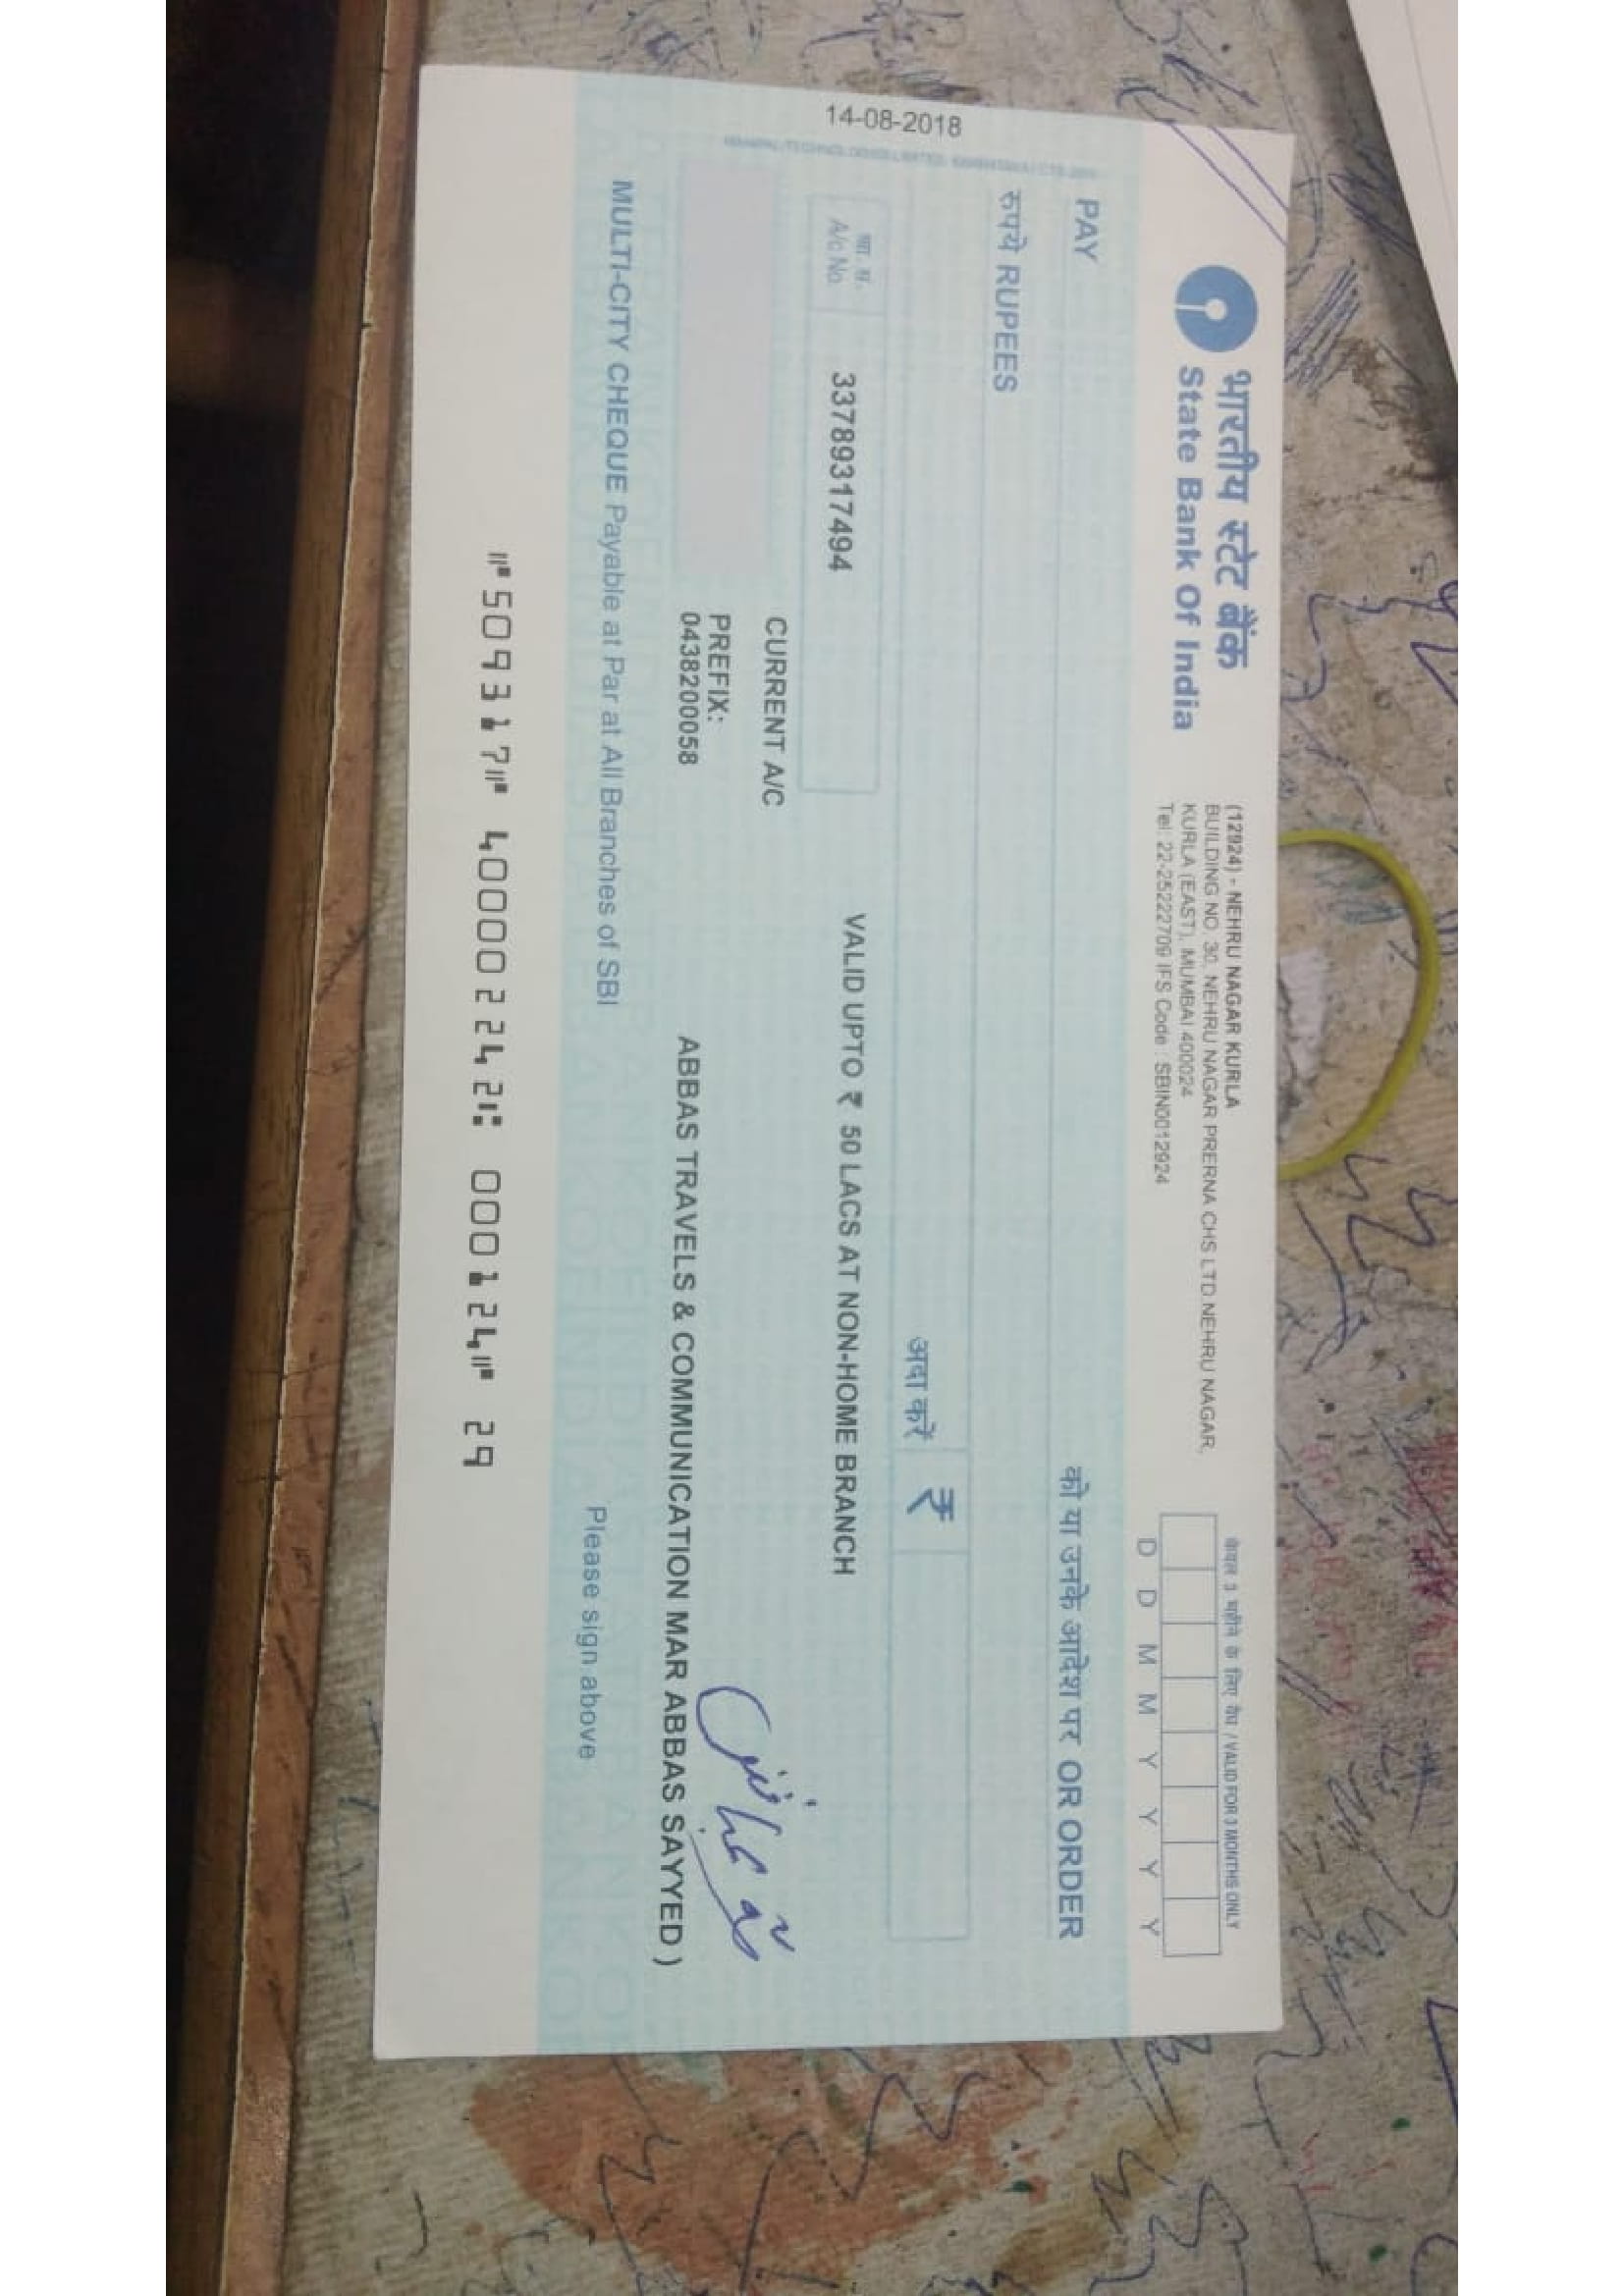 भारतीय स्टेट बैंक
State Bank Of India
(12924) - NEHRU NAGAR KURLA
BUILDING NO. 30, NEHRU NAGAR PRERNA CHS LTD NEHRU NAGAR,
KURLA (EAST), MUMBAI 400024
Tel: 22-25222709 IFS Code : SBIN0012924
केवल 3 महीने के लिए वैध / VALID FOR 3 MONTHS ONLY
D D M M Y Y Y Y
PAY
को या उनके आदेश पर OR ORDER
रुपये RUPEES
अदा करें ₹
14-08-2018
खा. सं.
A/c No.
33789317494
VALID UPTO ₹ 50 LACS AT NON-HOME BRANCH
CURRENT A/C
PREFIX:
0438200058
ABBAS TRAVELS & COMMUNICATION MAR ABBAS SAYYED )
MULTI-CITY CHEQUE Payable at Par at All Branches of SBI
Please sign above
⑈509317⑈ 400002242⑆ 000124⑈ 29